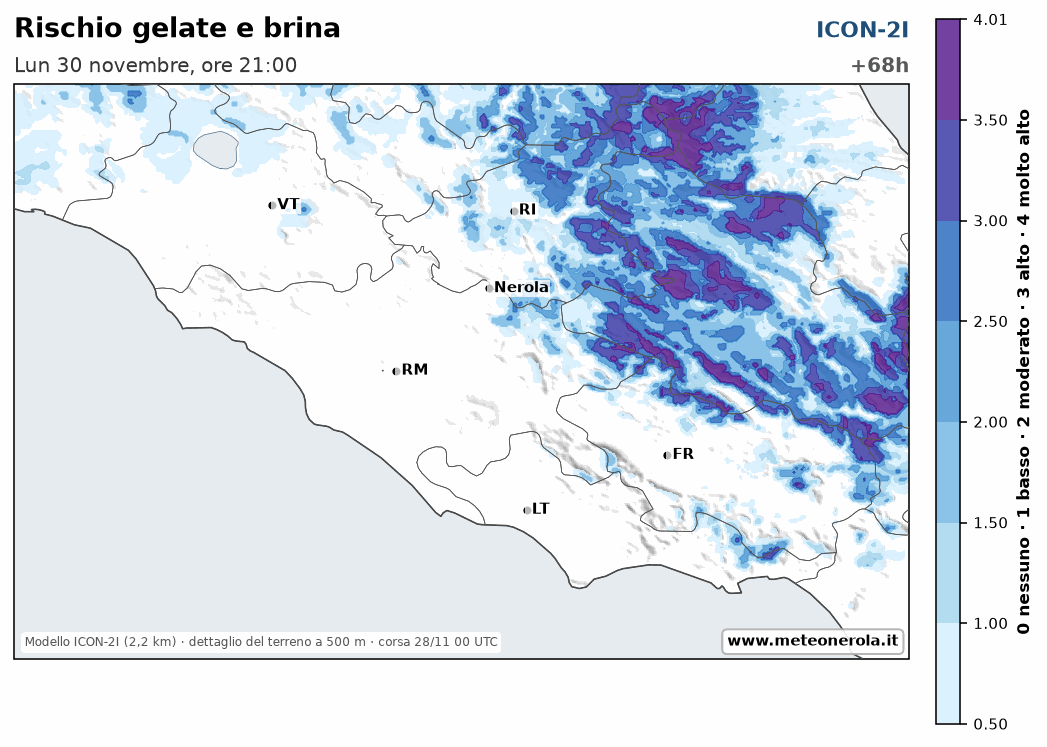 Rischio gelate e brina
ICON-2I
Lun 30 novembre, ore 21:00
+68h
VT
RI
Nerola
RM
FR
LT
Modello ICON-2I (2,2 km) · dettaglio del terreno a 500 m · corsa 28/11 00 UTC
www.meteonerola.it
4.01
3.50
3.00
2.50
2.00
1.50
1.00
0.50
0 nessuno · 1 basso · 2 moderato · 3 alto · 4 molto alto